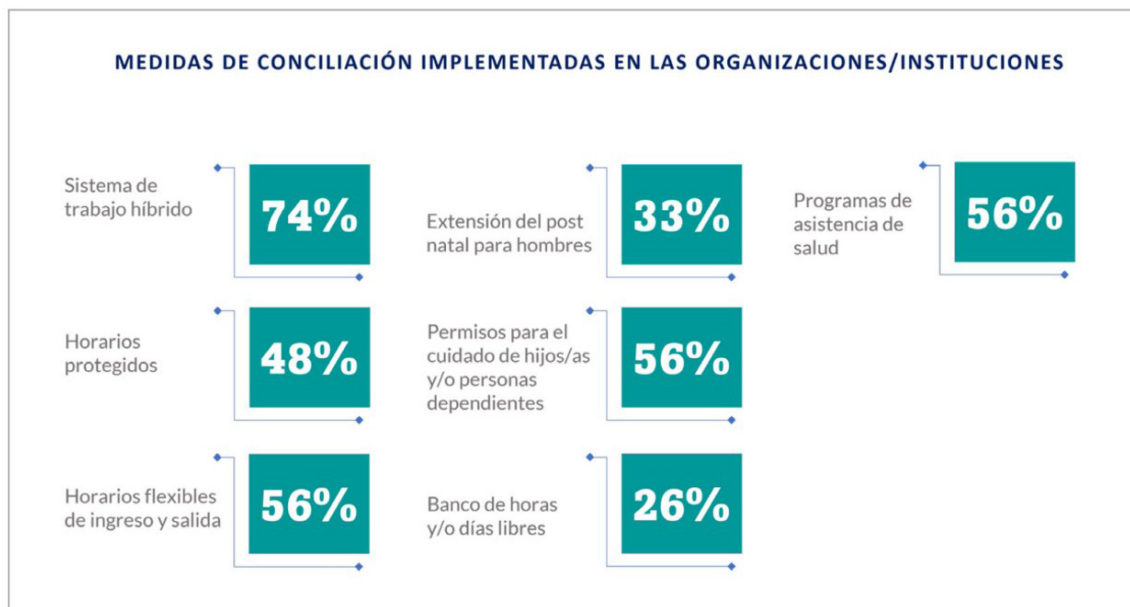 MEDIDAS DE CONCILIACIÓN IMPLEMENTADAS EN LAS ORGANIZACIONES/INSTITUCIONES
Sistema de
trabajo híbrido
74%
Horarios
protegidos
48%
Horarios flexibles
de ingreso y salida
56%
Extensión del post
natal para hombres
33%
Permisos para el
cuidado de hijos/as
y/o personas
dependientes
56%
Banco de horas
y/o días libres
26%
Programas de
asistencia de
salud
56%